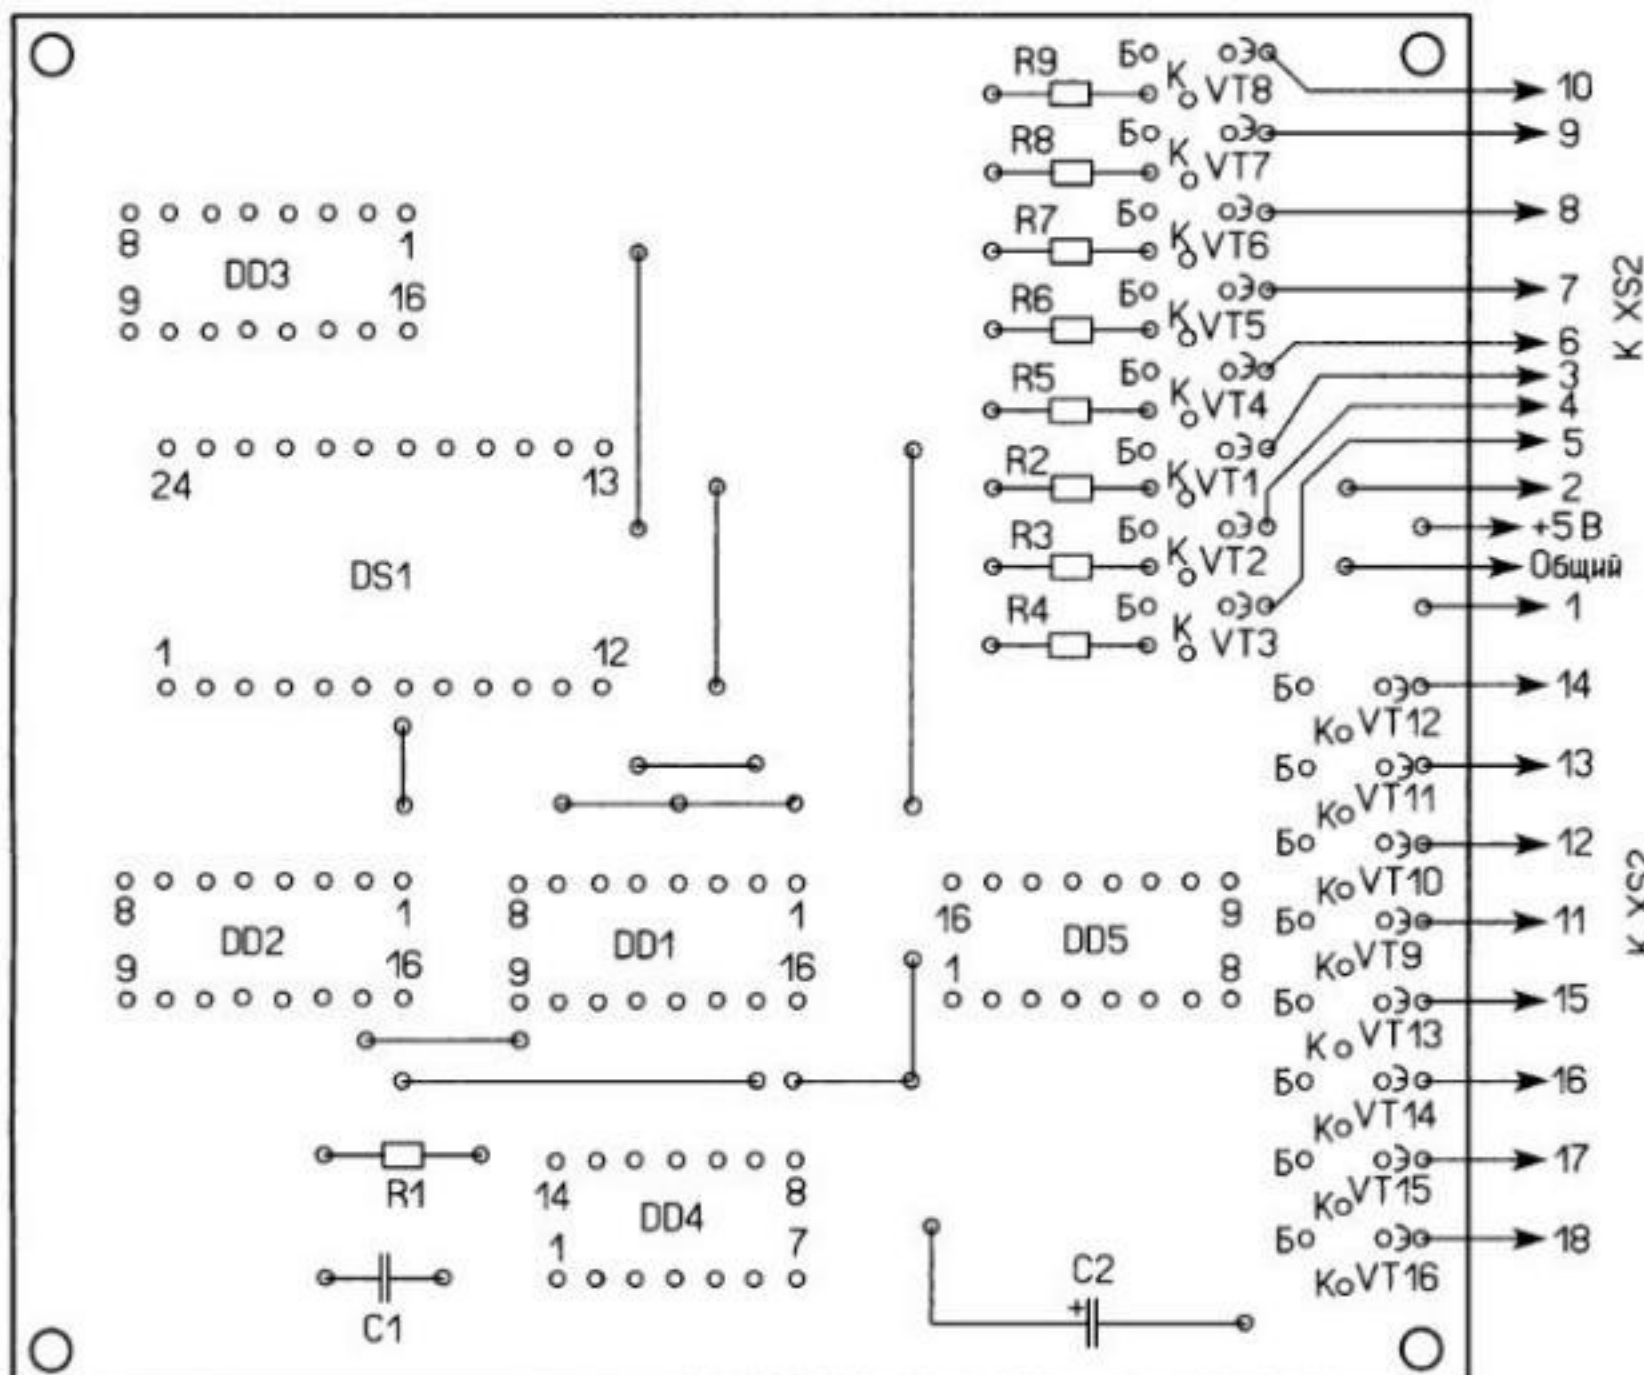 R9 Б К Э VT8 10
R8 Б К Э VT7 9
R7 Б К Э VT6 8
R6 Б К Э VT5 7
R5 Б К Э VT4 6
R2 Б К Э VT1 3
R3 Б К Э VT2 4
R4 Б К Э VT3 5
2
+5 В
Общий
1
К XS2
8 1
DD3
9 16
24 13
DS1
1 12
Б Э 14
К VT12
Б Э 13
К VT11
Б Э 12
К VT10
Б Э 11
К VT9
Б Э 15
К VT13
Б Э 16
К VT14
Б Э 17
К VT15
Б Э 18
К VT16
К XS2
8 1
DD2
9 16
8 1
DD1
9 16
16 9
DD5
1 8
R1
14 8
DD4
1 7
C1
C2
+